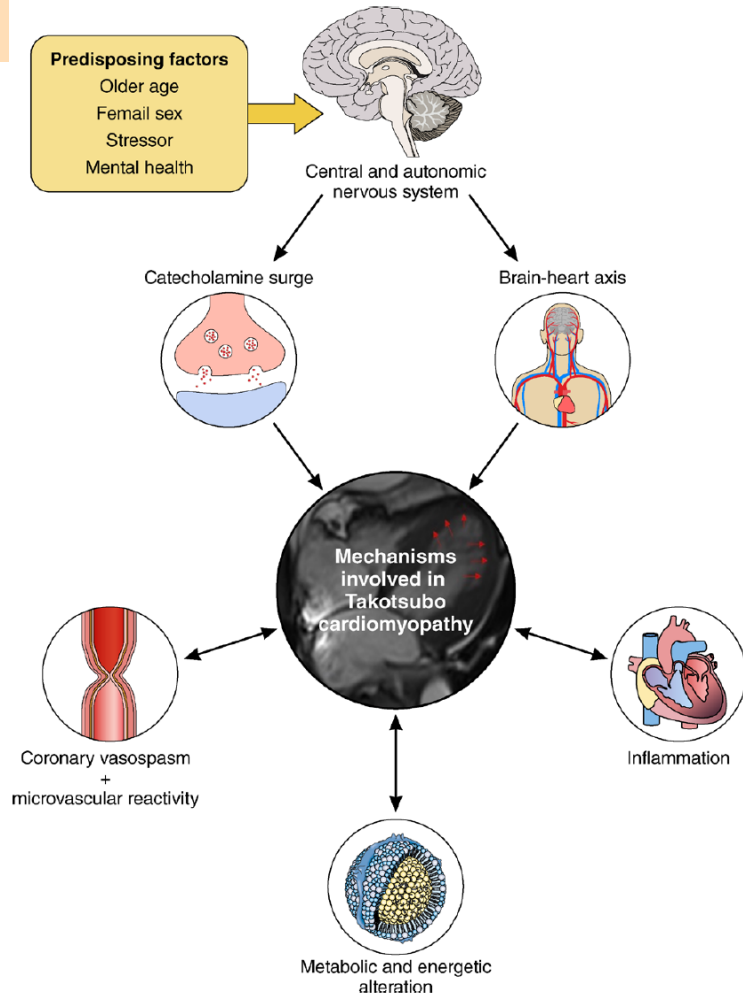 Predisposing factors
Older age
Femail sex
Stressor
Mental health
Central and autonomic
nervous system
Catecholamine surge
Brain-heart axis
Mechanisms
involved in
Takotsubo
cardiomyopathy
Coronary vasospasm
+
microvascular reactivity
Inflammation
Metabolic and energetic
alteration